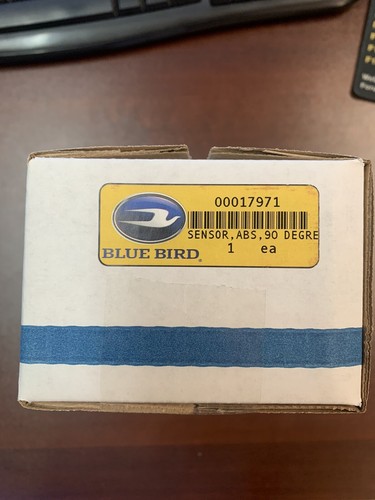 00017971
SENSOR,ABS,90 DEGRE
1 ea
BLUE BIRD